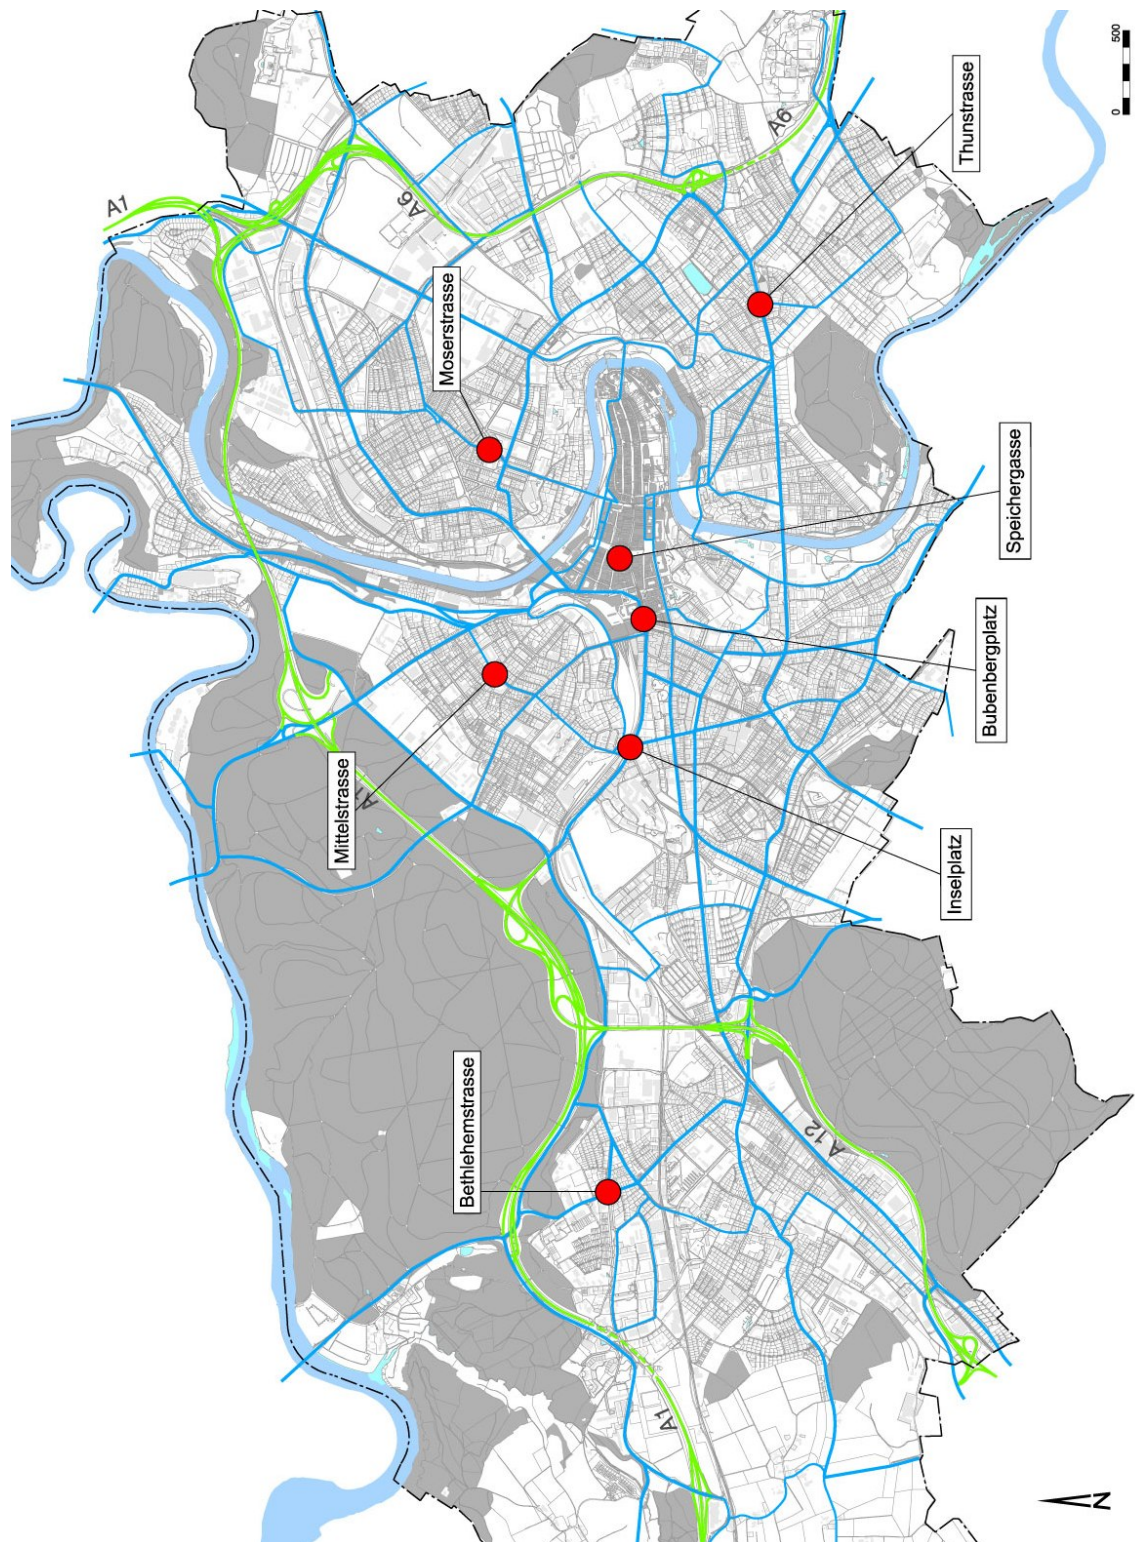 A1
Mittelstrasse
A1
A6
Moserstrasse
Bethlehemstrasse
A1
A6
A12
Inselplatz
Thunstrasse
Bubenbergplatz
Speichergasse
N
0 500